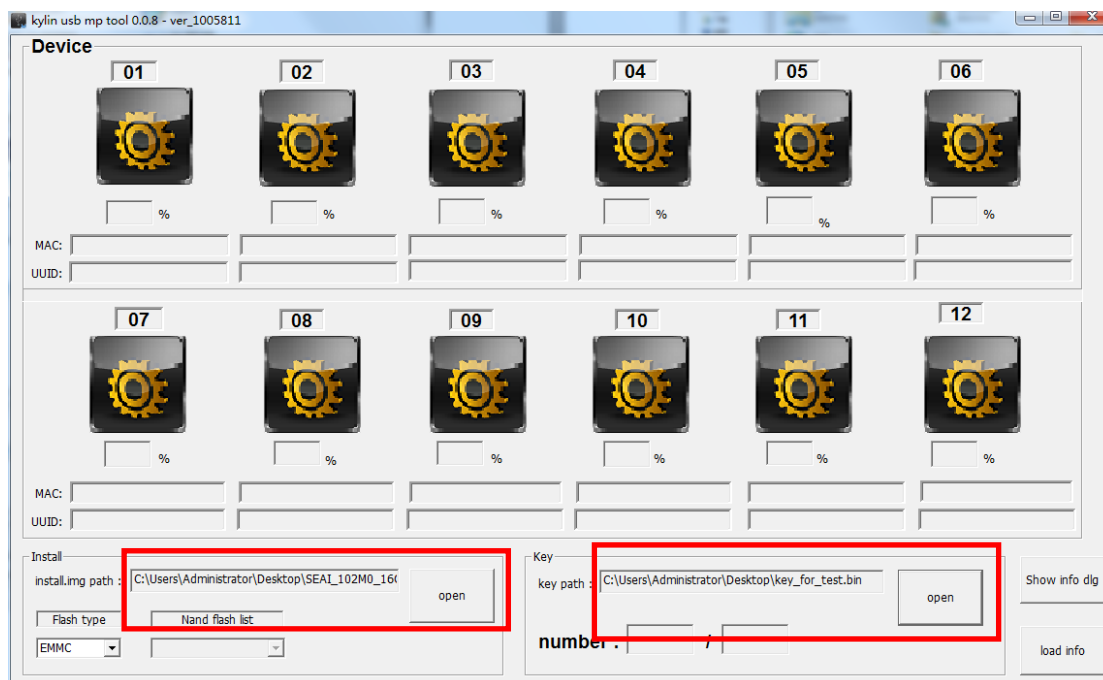 kylin usb mp tool 0.0.8 - ver_1005811
Device
01 02 03 04 05 06
% % % % % %
MAC:
UUID:
07 08 09 10 11 12
% % % % % %
MAC:
UUID:
Install
install.img path : C:\Users\Administrator\Desktop\SEAI_102M0_16( open
Flash type Nand flash list
EMMC
Key
key path : C:\Users\Administrator\Desktop\key_for_test.bin open
number : /
Show info dlg
load info